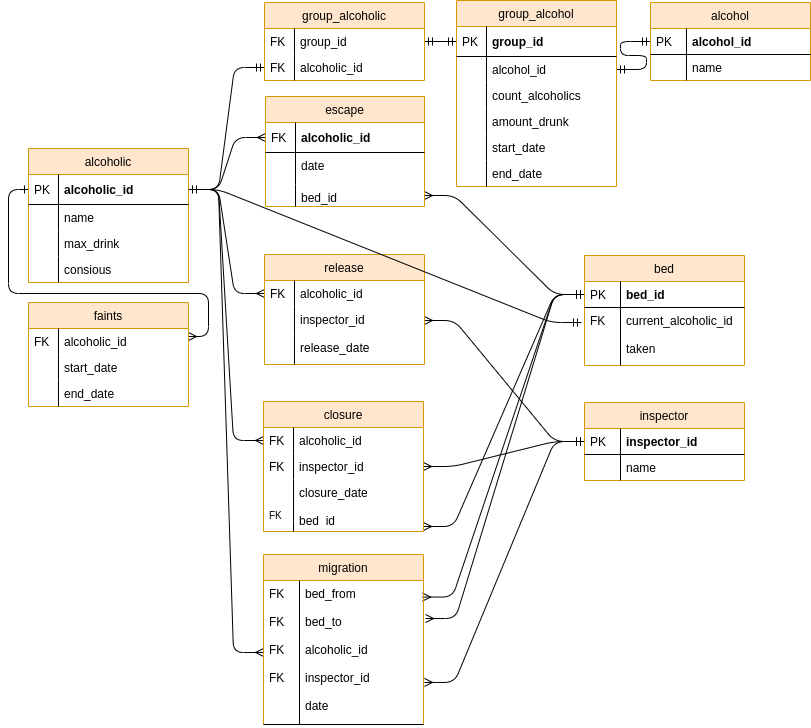 group_alcoholic
FK group_id
FK alcoholic_id
group_alcohol
PK group_id
alcohol_id
count_alcoholics
amount_drunk
start_date
end_date
alcohol
PK alcohol_id
name
escape
FK alcoholic_id
date
bed_id
alcoholic
PK alcoholic_id
name
max_drink
consious
faints
FK alcoholic_id
start_date
end_date
release
FK alcoholic_id
inspector_id
release_date
bed
PK bed_id
FK current_alcoholic_id
taken
closure
FK alcoholic_id
FK inspector_id
closure_date
FK bed_id
inspector
PK inspector_id
name
migration
FK bed_from
FK bed_to
FK alcoholic_id
FK inspector_id
date